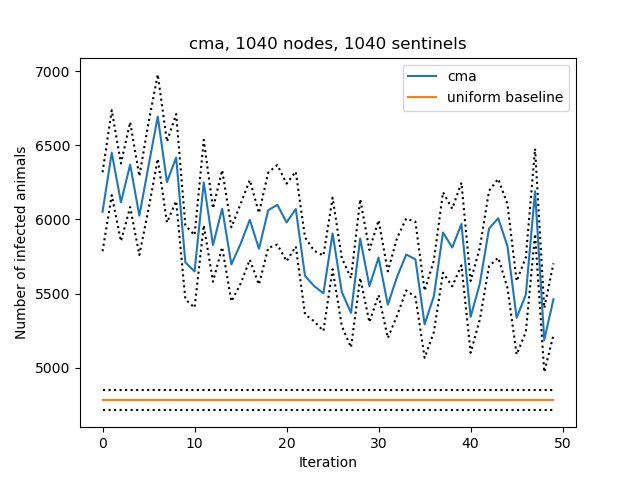 cma, 1040 nodes, 1040 sentinels
cma
uniform baseline
Number of infected animals
7000
6500
6000
5500
5000
0
10
20
30
40
50
Iteration